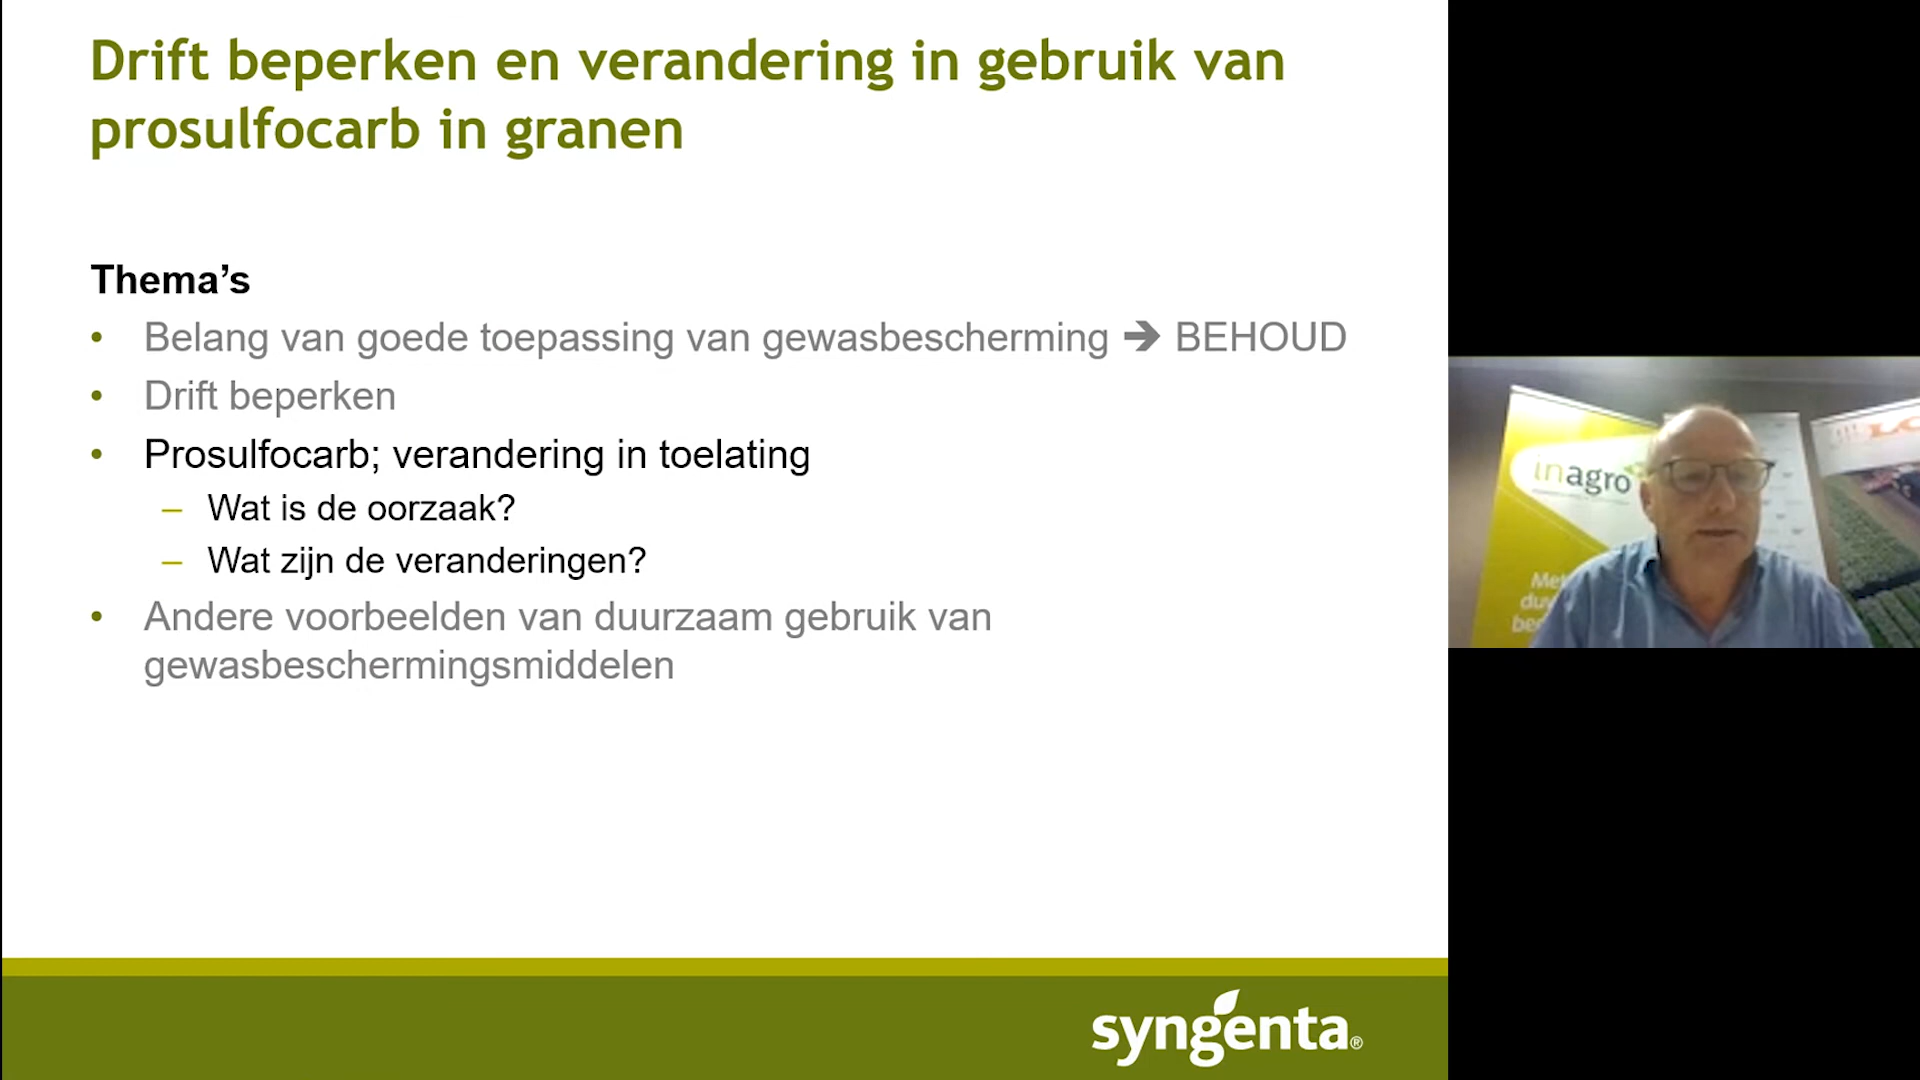 Drift beperken en verandering in gebruik van
prosulfocarb in granen
Thema’s
• Belang van goede toepassing van gewasbescherming ➔ BEHOUD
• Drift beperken
• Prosulfocarb; verandering in toelating
– Wat is de oorzaak?
– Wat zijn de veranderingen?
• Andere voorbeelden van duurzaam gebruik van
gewasbeschermingsmiddelen
syngenta®
inagro